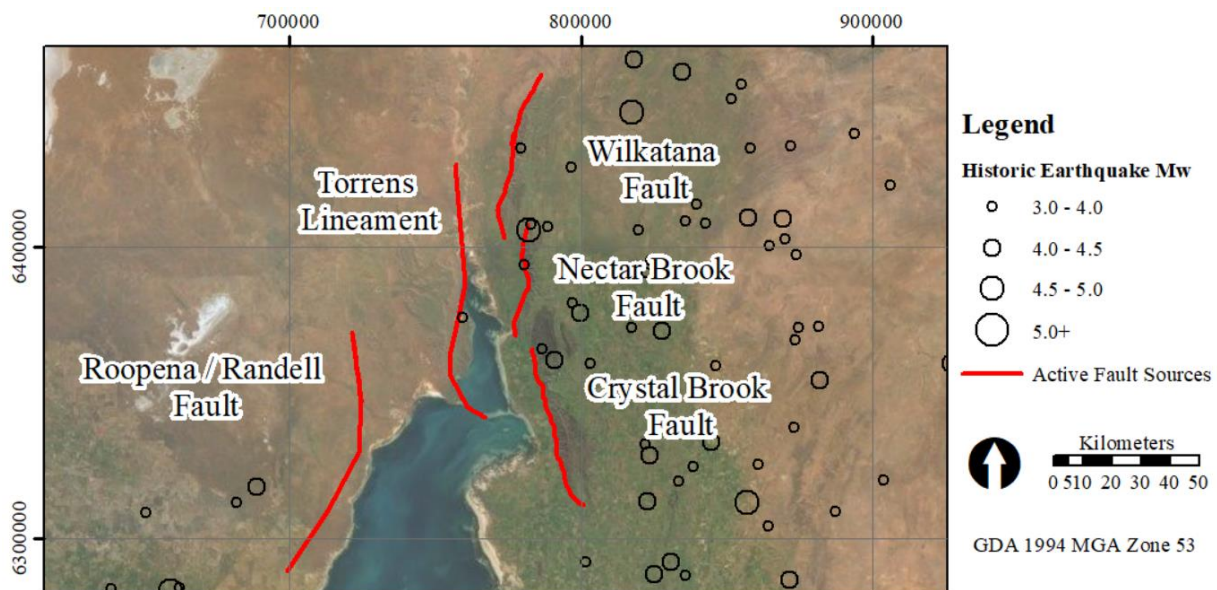 700000
800000
900000
6400000
6300000
Wilkatana
Fault
Torrens
Lineament
Nectar Brook
Fault
Roopena / Randell
Fault
Crystal Brook
Fault
Legend
Historic Earthquake Mw
3.0 - 4.0
4.0 - 4.5
4.5 - 5.0
5.0+
Active Fault Sources
Kilometers
0 510 20 30 40 50
GDA 1994 MGA Zone 53